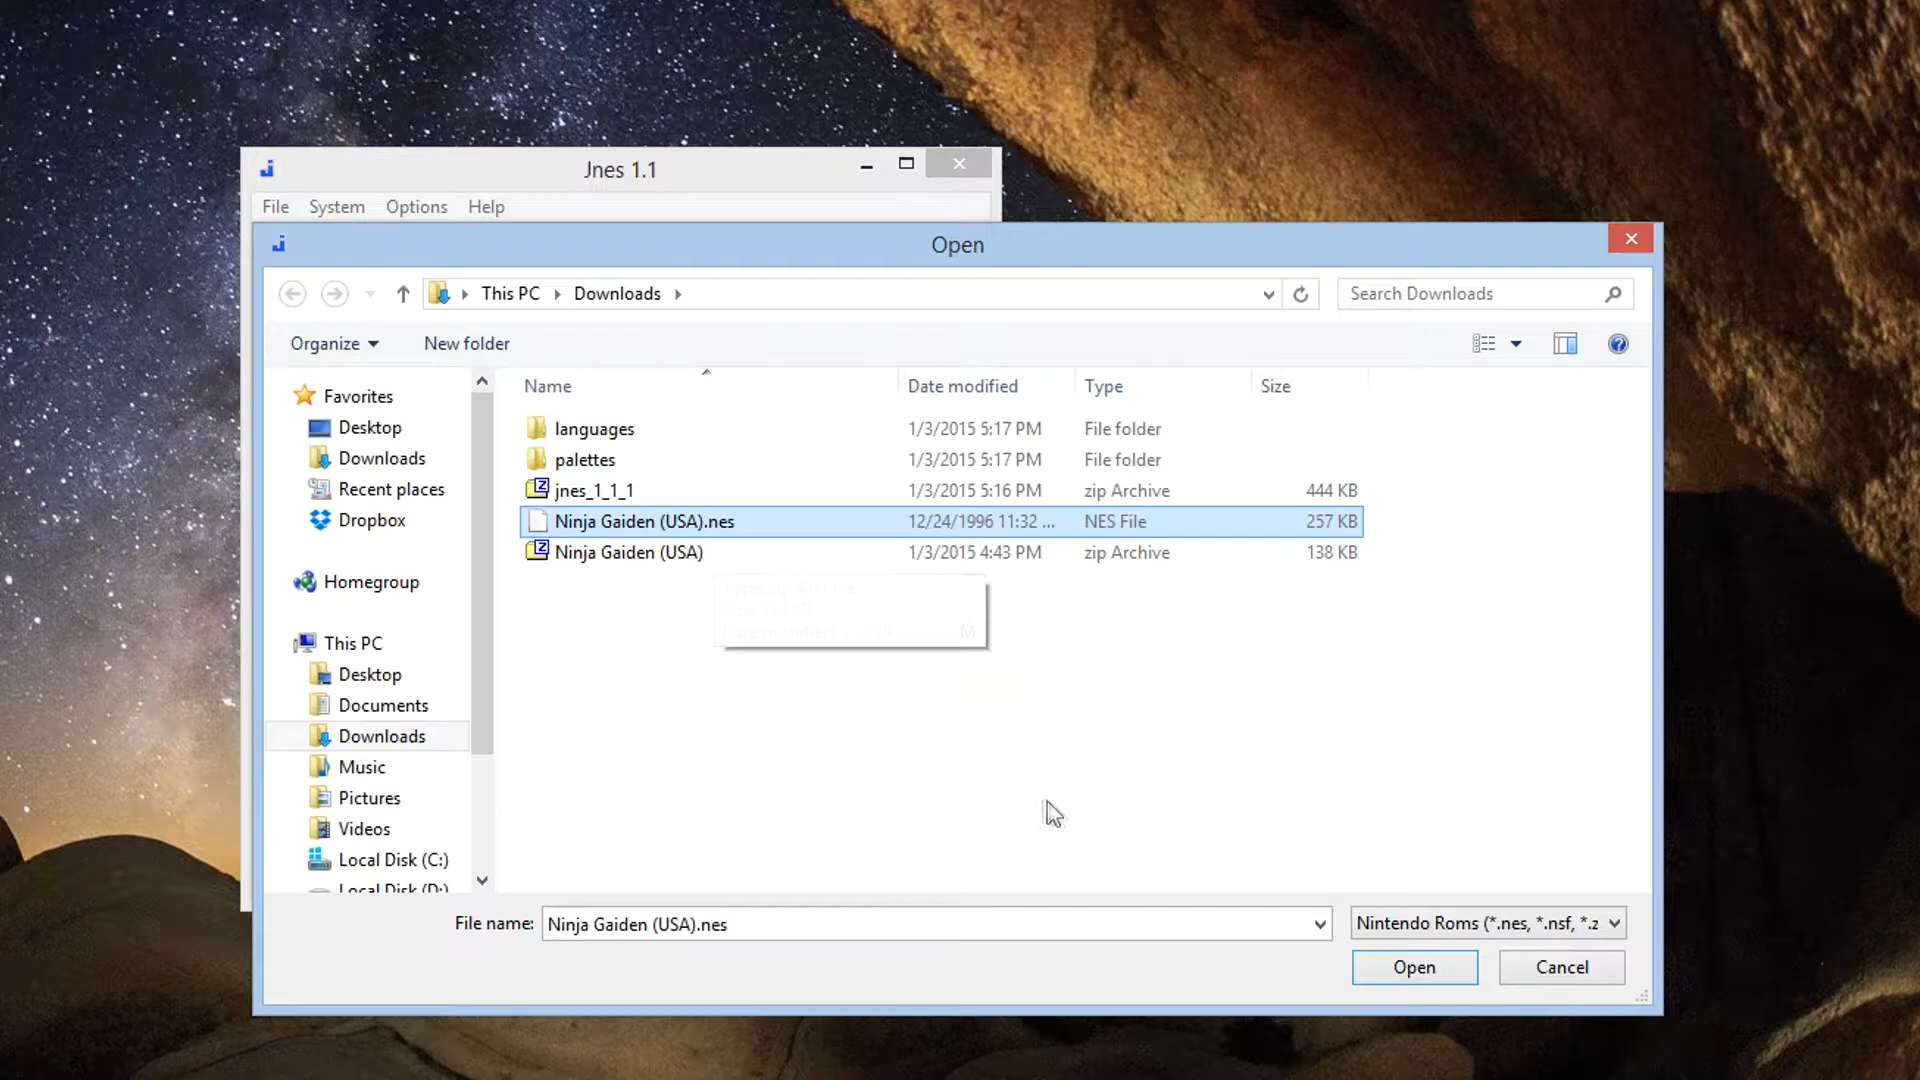 Jnes 1.1
File System Options Help
Open
This PC Downloads
Search Downloads
Organize New folder
Name Date modified Type Size
Favorites
Desktop
Downloads
Recent places
Dropbox
Homegroup
This PC
Desktop
Documents
Downloads
Music
Pictures
Videos
Local Disk (C:)
Local Disk (D:)
languages 1/3/2015 5:17 PM File folder
palettes 1/3/2015 5:17 PM File folder
jnes_1_1_1 1/3/2015 5:16 PM zip Archive 444 KB
Ninja Gaiden (USA).nes 12/24/1996 11:32 ... NES File 257 KB
Ninja Gaiden (USA) 1/3/2015 4:43 PM zip Archive 138 KB
File name: Ninja Gaiden (USA).nes Nintendo Roms (*.nes, *.nsf, *.z
Open Cancel